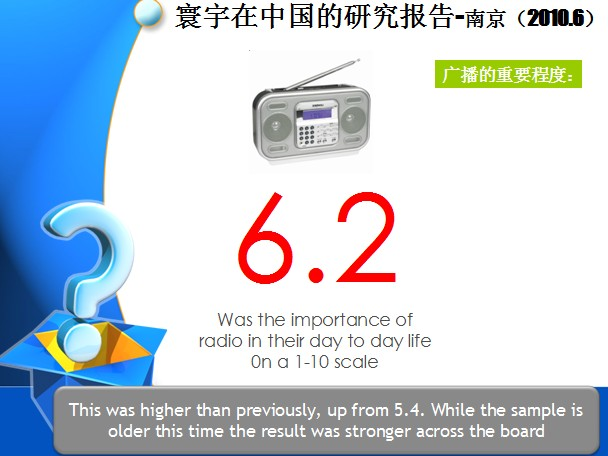 寰宇在中国的研究报告-南京（2010.6）
广播的重要程度：
6.2
Was the importance of
radio in their day to day life
0n a 1-10 scale
This was higher than previously, up from 5.4. While the sample is
older this time the result was stronger across the board